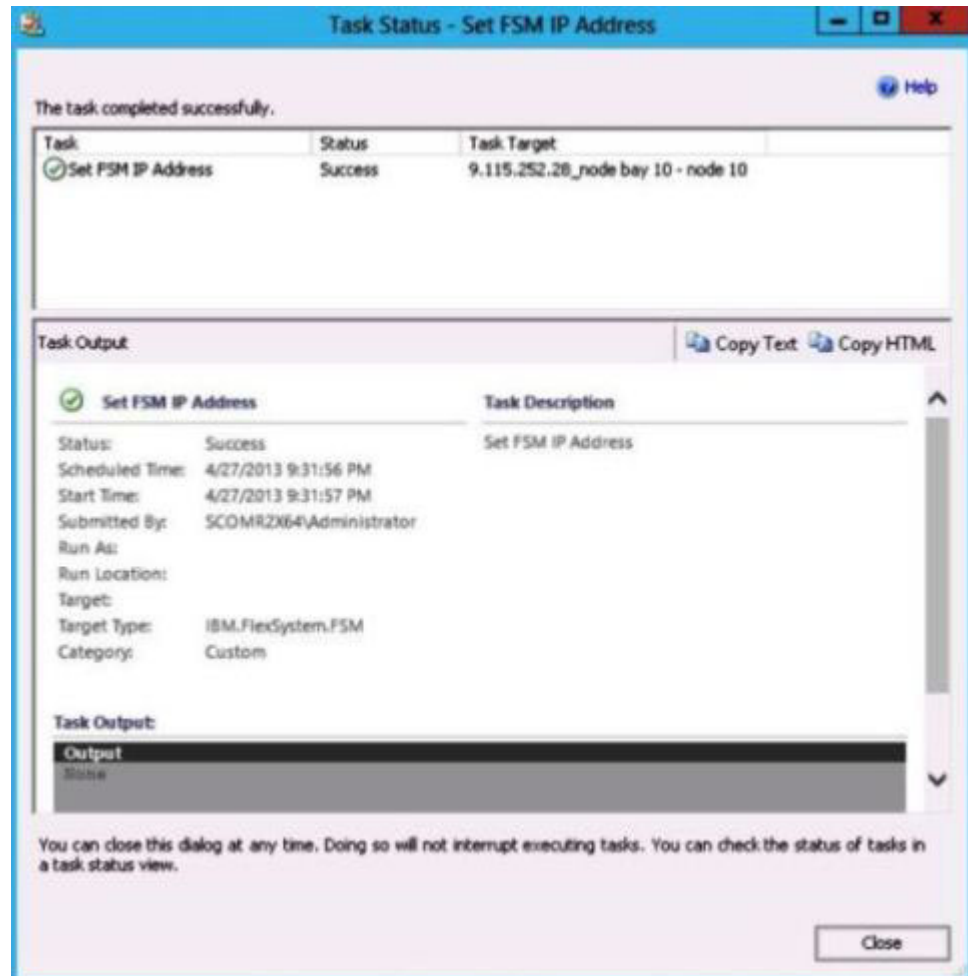 Task Status - Set FSM IP Address
Help
The task completed successfully.
Task Status Task Target
Set FSM IP Address Success 9.115.252.28_node bay 10 - node 10
Task Output Copy Text Copy HTML
Set FSM IP Address Task Description
Status: Success Set FSM IP Address
Scheduled Time: 4/27/2013 9:31:56 PM
Start Time: 4/27/2013 9:31:57 PM
Submitted By: SCOMR2X64\Administrator
Run As:
Run Location:
Target:
Target Type: IBM.FlexSystem.FSM
Category: Custom
Task Output:
Output
None
You can close this dialog at any time. Doing so will not interrupt executing tasks. You can check the status of tasks in
a task status view.
Close